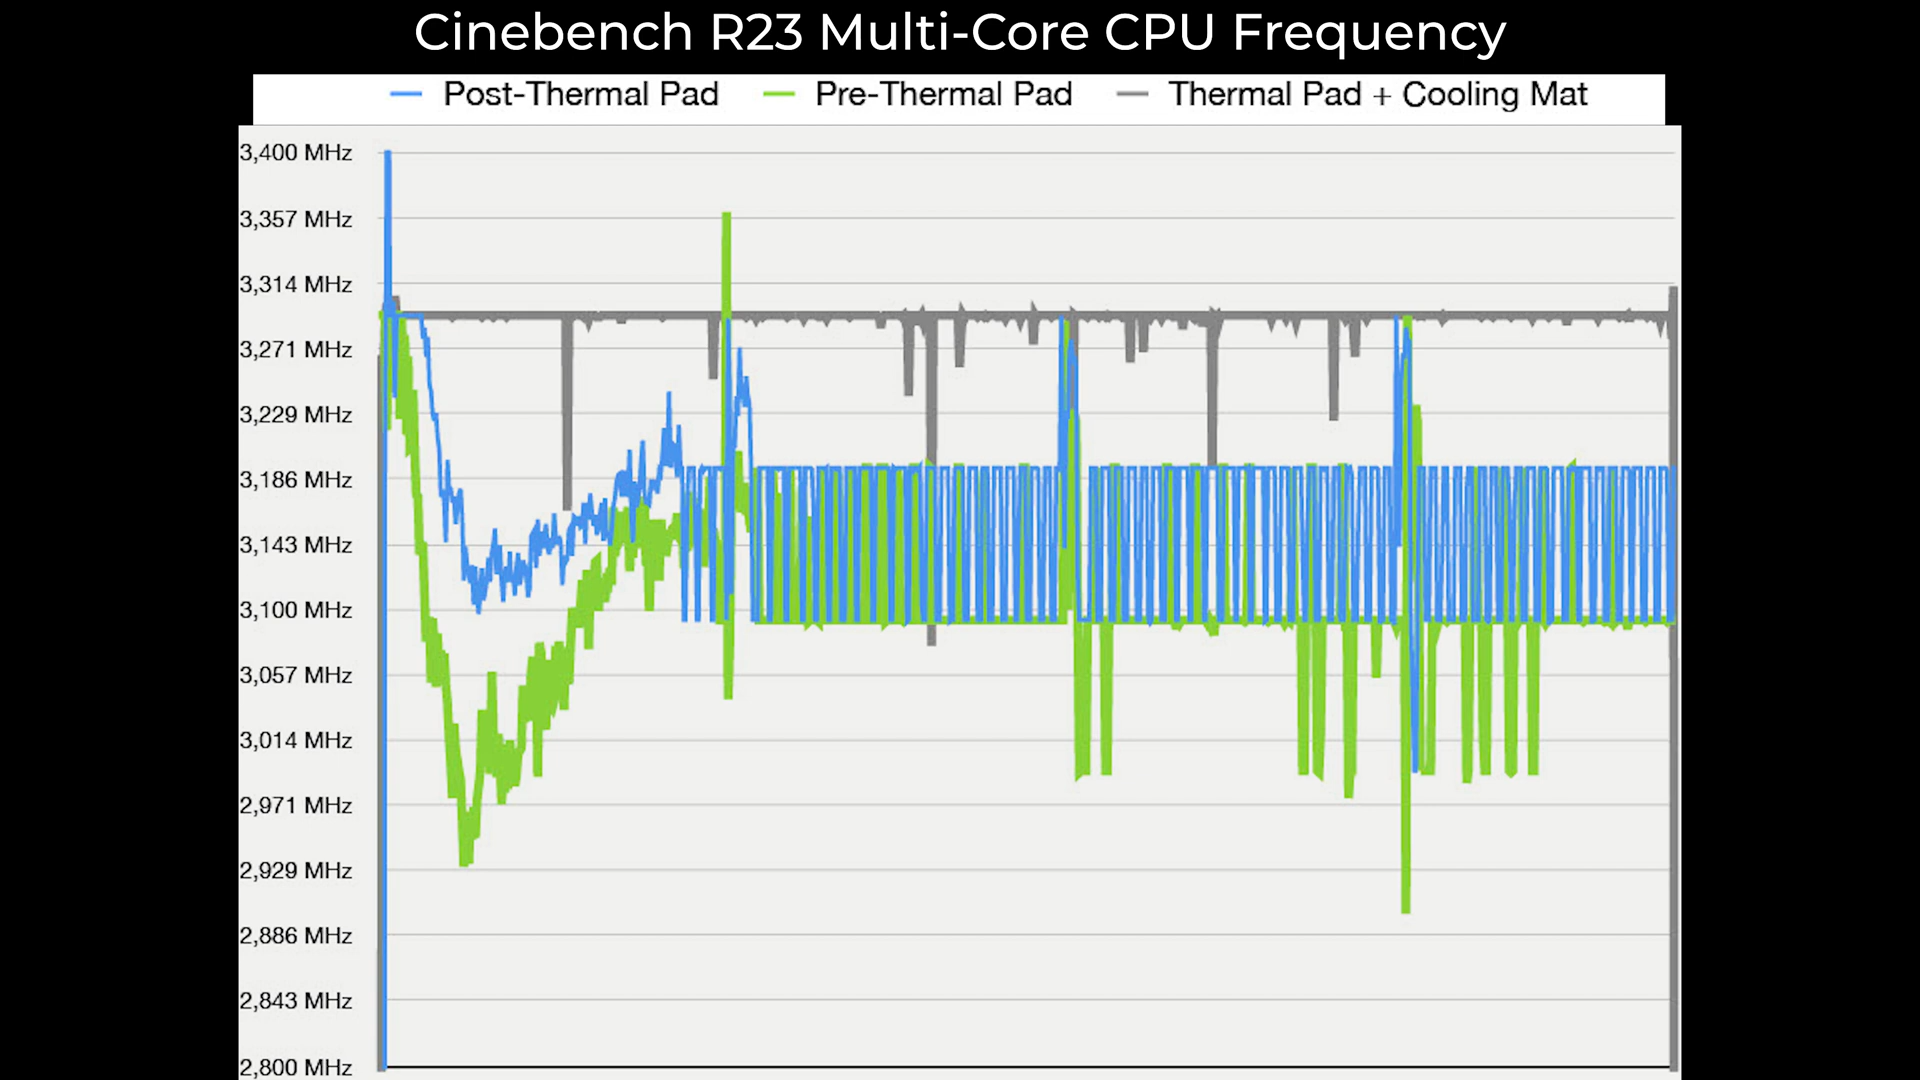 Cinebench R23 Multi-Core CPU Frequency
Post-Thermal Pad Pre-Thermal Pad Thermal Pad + Cooling Mat
3,400 MHz
3,357 MHz
3,314 MHz
3,271 MHz
3,229 MHz
3,186 MHz
3,143 MHz
3,100 MHz
3,057 MHz
3,014 MHz
2,971 MHz
2,929 MHz
2,886 MHz
2,843 MHz
2,800 MHz